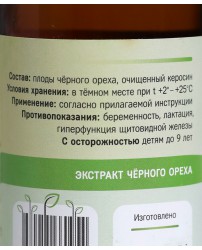 Состав: плоды чёрного ореха, очищенный керосин
Условия хранения: в тёмном месте при t +2°-+25°C
Применение: согласно прилагаемой инструкции
Противопоказания: беременность, лактация,
гиперфункция щитовидной железы
С осторожностью детям до 9 лет
ЭКСТРАКТ ЧЁРНОГО ОРЕХА
Изготовлено